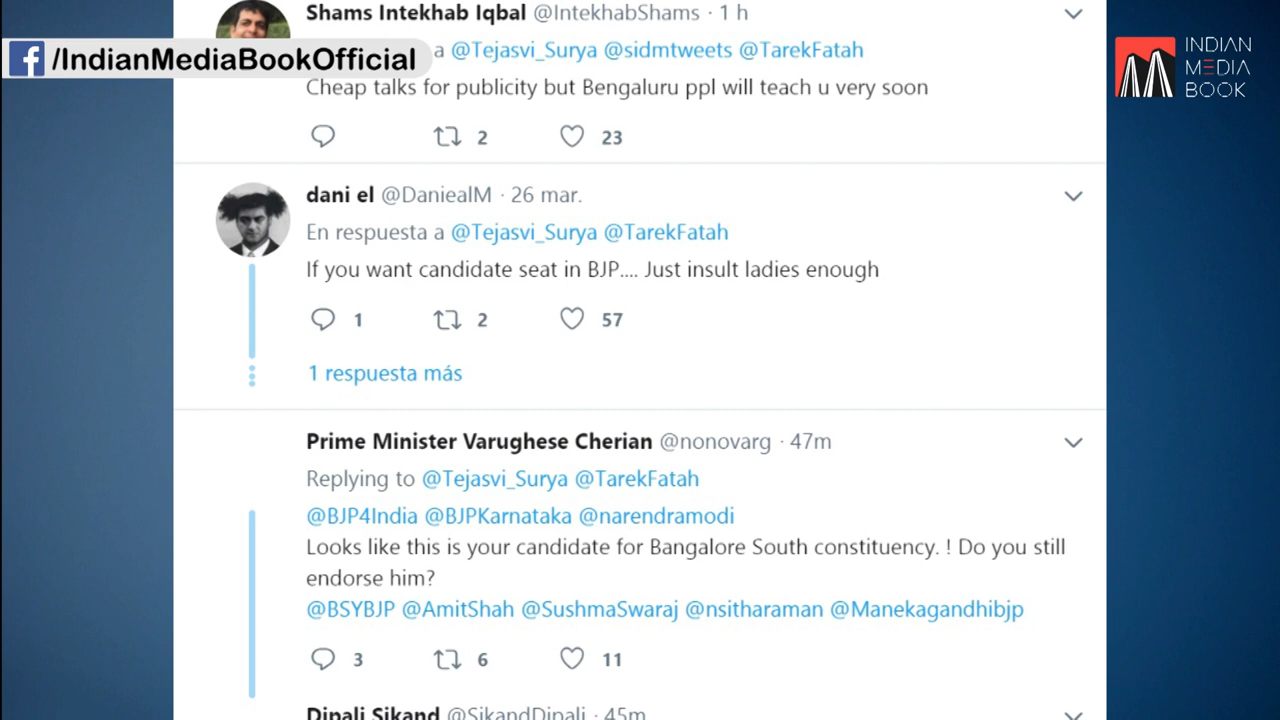 Shams Intekhab Iqbal @IntekhabShams · 1 h
/IndianMediaBookOfficial
a @Tejasvi_Surya @sidmtweets @TarekFatah
Cheap talks for publicity but Bengaluru ppl will teach u very soon
2 23
INDIAN
MEDIA
BOOK
dani el @DaniealM · 26 mar.
En respuesta a @Tejasvi_Surya @TarekFatah
If you want candidate seat in BJP.... Just insult ladies enough
1 2 57
1 respuesta más
Prime Minister Varughese Cherian @nonovarg · 47m
Replying to @Tejasvi_Surya @TarekFatah
@BJP4India @BJPKarnataka @narendramodi
Looks like this is your candidate for Bangalore South constituency. ! Do you still
endorse him?
@BSYBJP @AmitShah @SushmaSwaraj @nsitharaman @Manekagandhibjp
3 6 11
Dipali Sikand @SikandDipali · 45m